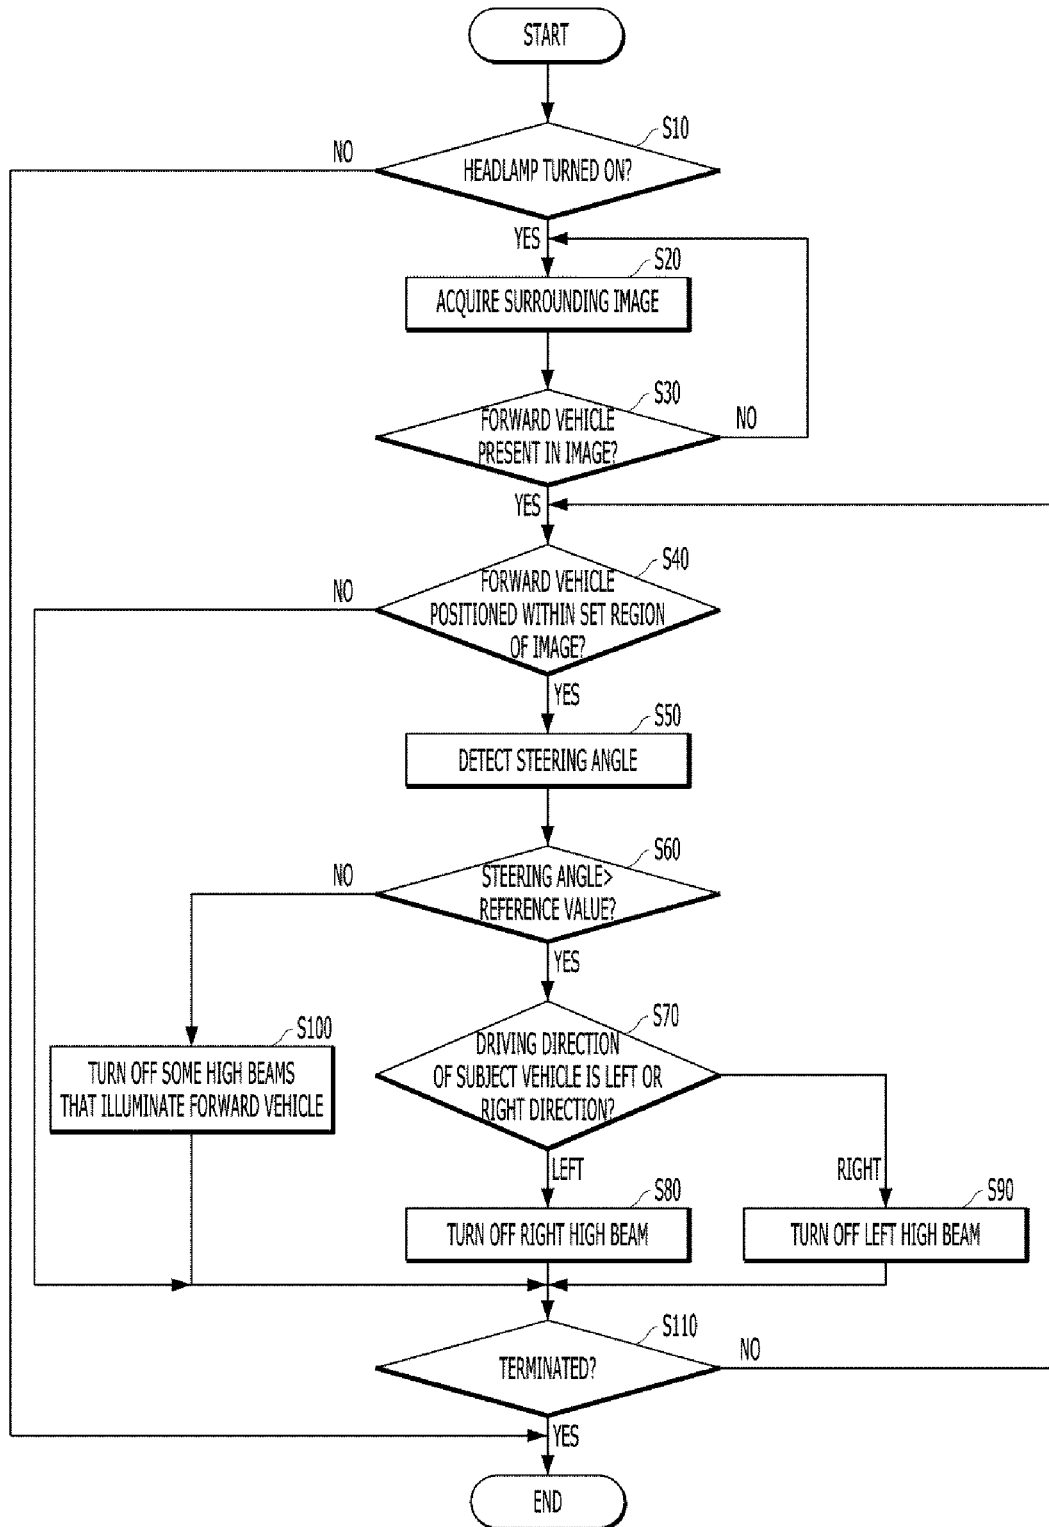 START
S10
NO
HEADLAMP TURNED ON?
YES
S20
ACQUIRE SURROUNDING IMAGE
S30
FORWARD VEHICLE
PRESENT IN IMAGE?
NO
YES
S40
NO
FORWARD VEHICLE
POSITIONED WITHIN SET REGION
OF IMAGE?
YES
S50
DETECT STEERING ANGLE
S60
NO
STEERING ANGLE>
REFERENCE VALUE?
YES
S70
S100
DRIVING DIRECTION
OF SUBJECT VEHICLE IS LEFT OR
RIGHT DIRECTION?
TURN OFF SOME HIGH BEAMS
THAT ILLUMINATE FORWARD VEHICLE
LEFT
RIGHT
S80
TURN OFF RIGHT HIGH BEAM
S90
TURN OFF LEFT HIGH BEAM
S110
TERMINATED?
NO
YES
END